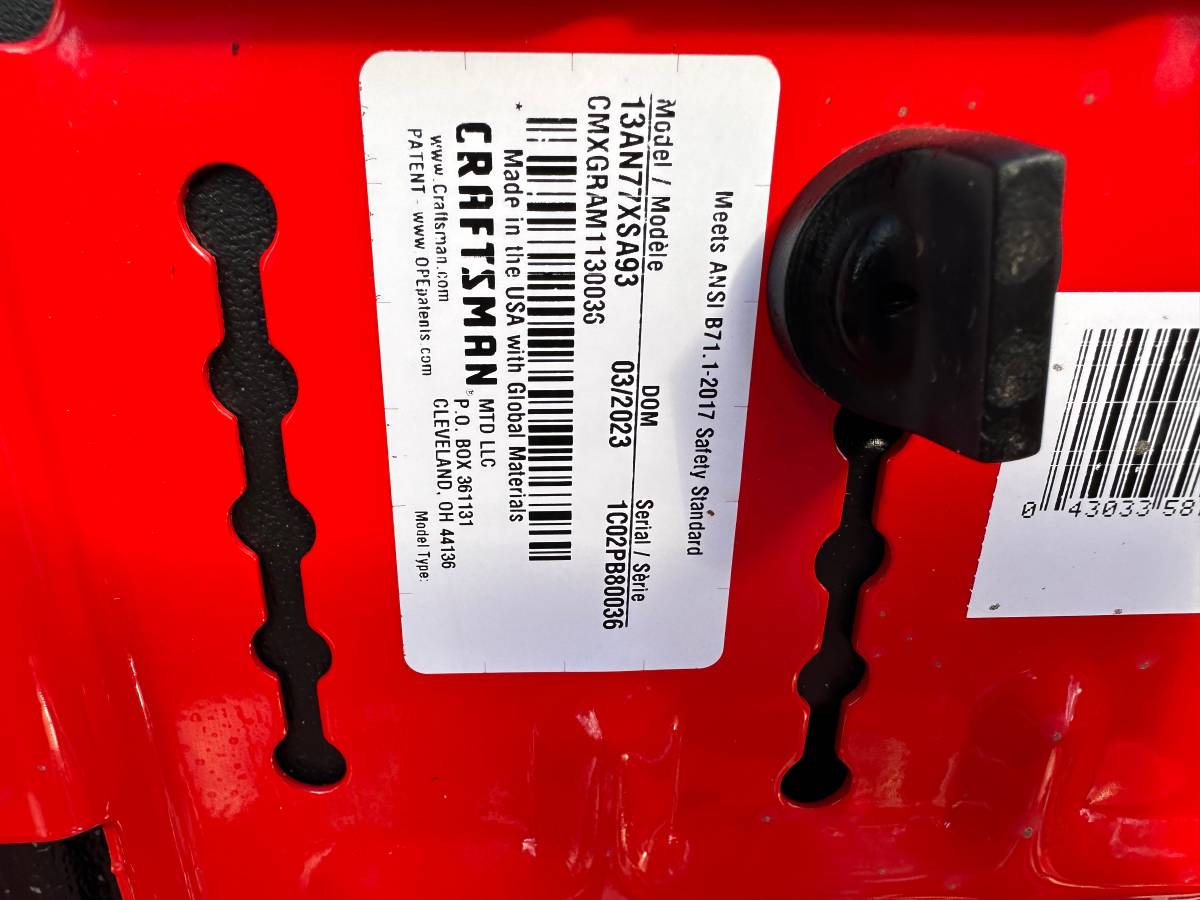 Meets ANSI B71.1-2017 Safety Standard
Model / Modèle DOM Serial / Sèrie
13AN77XSA93 03/2023 1C02PB80036
CMXGRAM1130036
*
Made in the USA with Global Materials
CRAFTSMAN®
MTD LLC
P.O. BOX 361131
CLEVELAND, OH 44136
www.Craftsman.com
PATENT - www.OPEpatents.com
Model Type:
0 43033 58